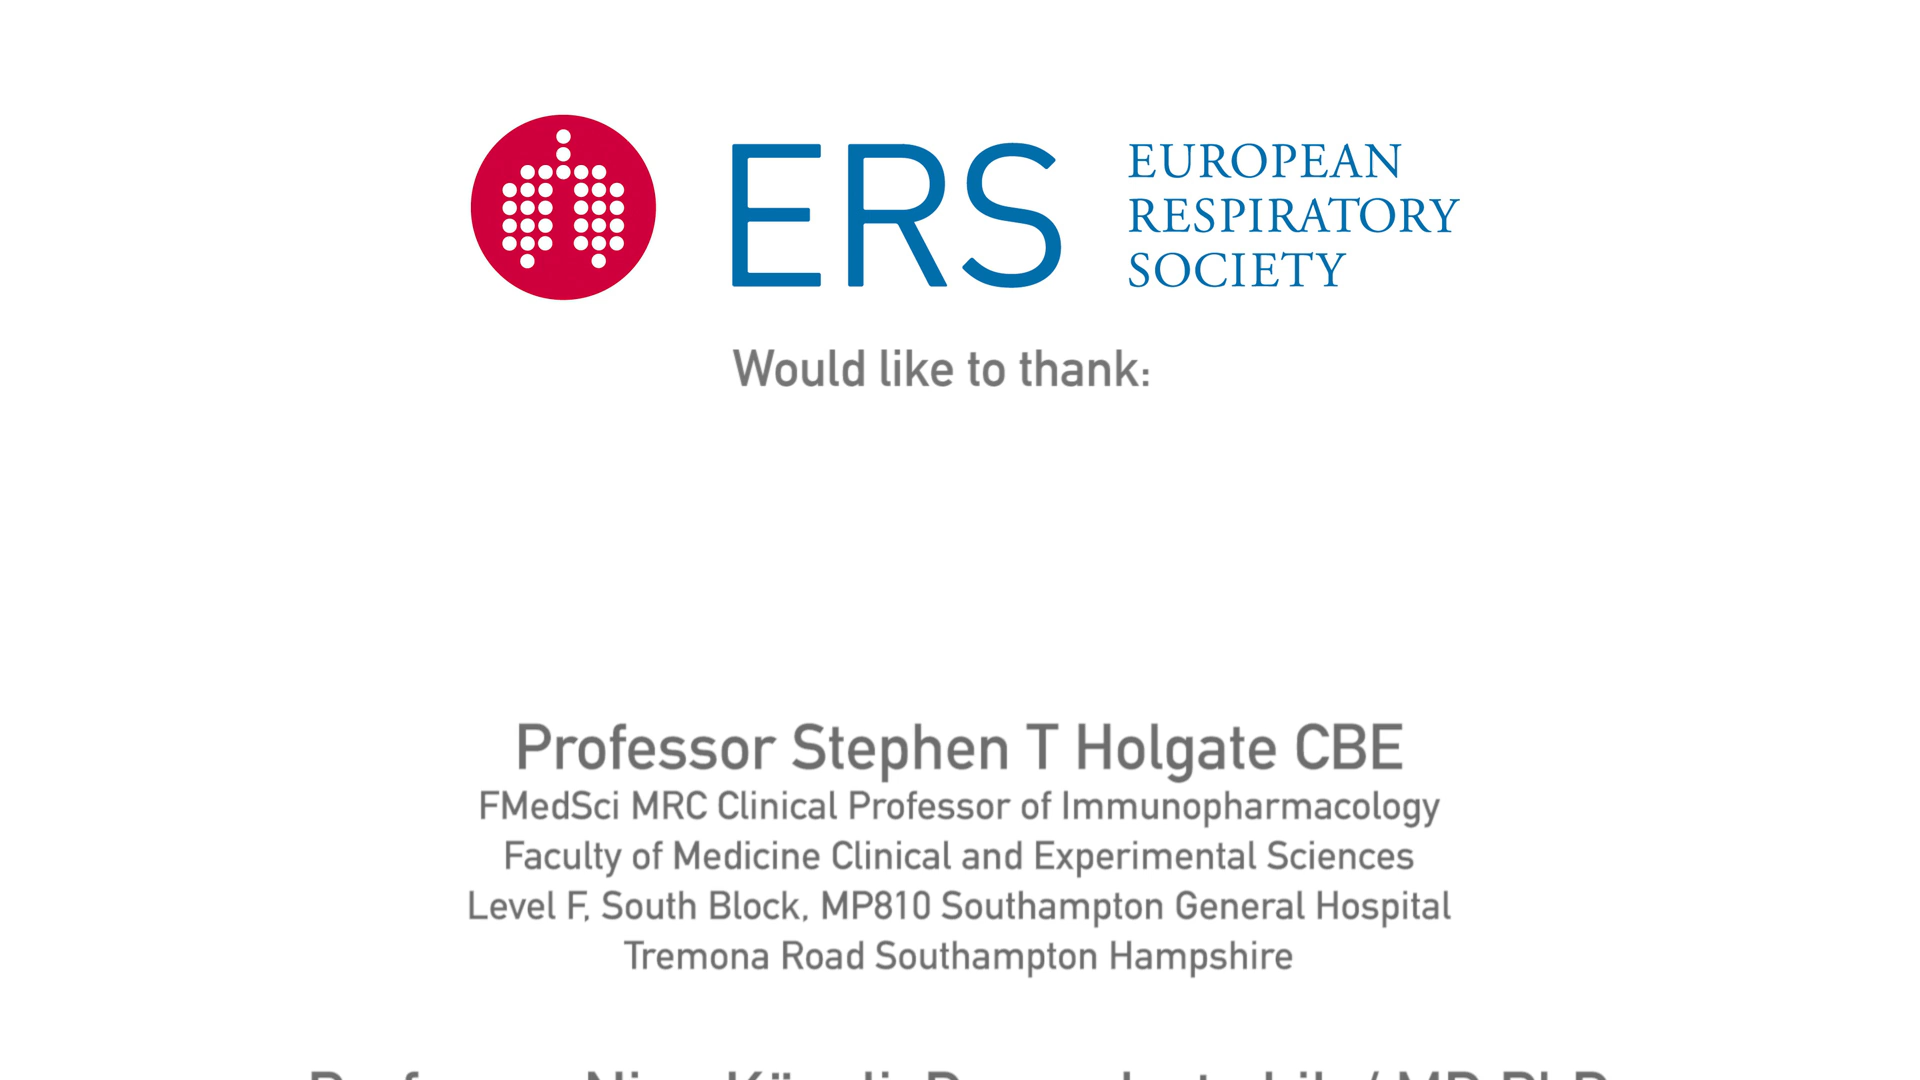 ERS
EUROPEAN
RESPIRATORY
SOCIETY
Would like to thank:
Professor Stephen T Holgate CBE
FMedSci MRC Clinical Professor of Immunopharmacology
Faculty of Medicine Clinical and Experimental Sciences
Level F, South Block, MP810 Southampton General Hospital
Tremona Road Southampton Hampshire